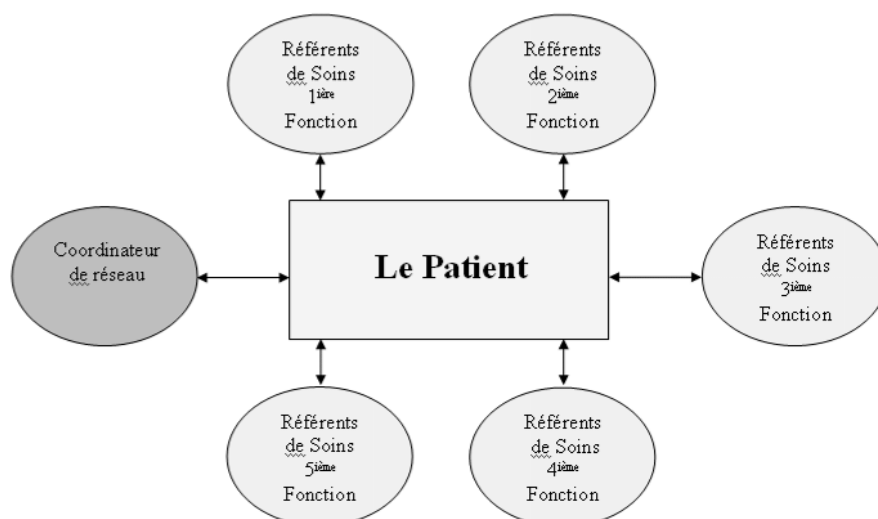 Référents
de Soins
1ière
Fonction
Référents
de Soins
2ième
Fonction
Coordinateur
de réseau
Le Patient
Référents
de Soins
3ième
Fonction
Référents
de Soins
5ième
Fonction
Référents
de Soins
4ième
Fonction